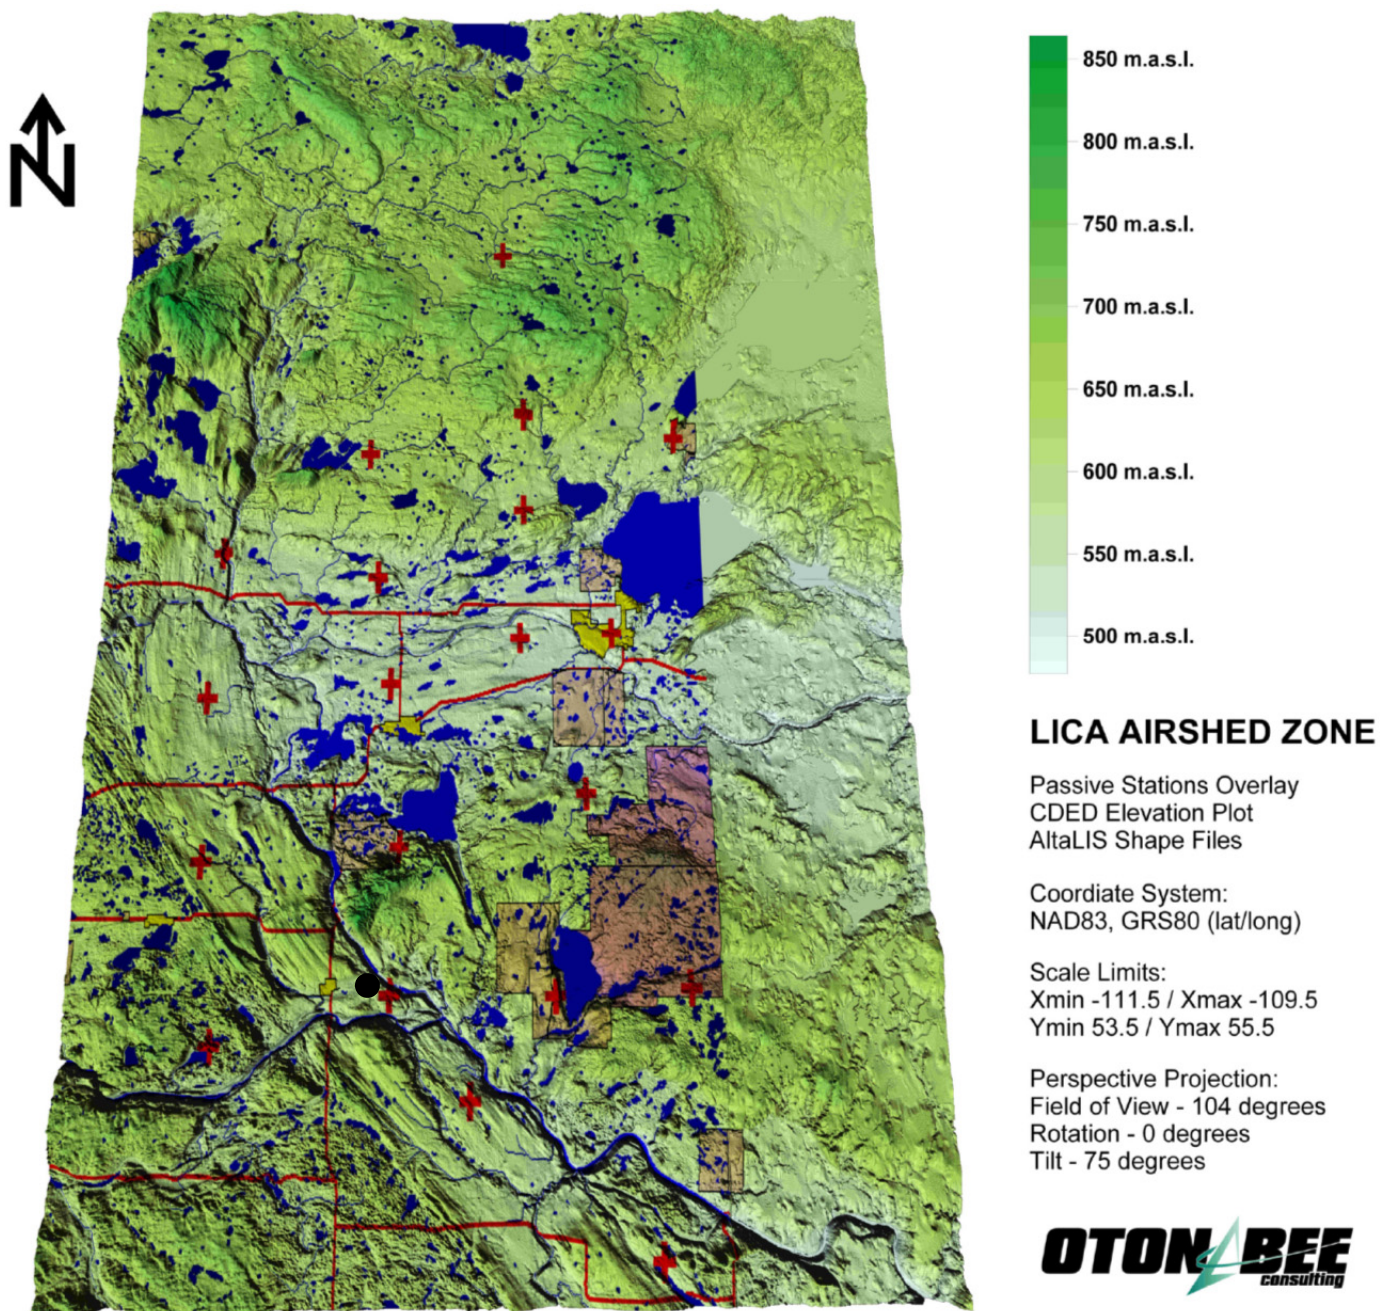 N
850 m.a.s.l.
800 m.a.s.l.
750 m.a.s.l.
700 m.a.s.l.
650 m.a.s.l.
600 m.a.s.l.
550 m.a.s.l.
500 m.a.s.l.
LICA AIRSHED ZONE
Passive Stations Overlay
CDED Elevation Plot
AltaLIS Shape Files
Coordiate System:
NAD83, GRS80 (lat/long)
Scale Limits:
Xmin -111.5 / Xmax -109.5
Ymin 53.5 / Ymax 55.5
Perspective Projection:
Field of View - 104 degrees
Rotation - 0 degrees
Tilt - 75 degrees
OTONABEE
consulting